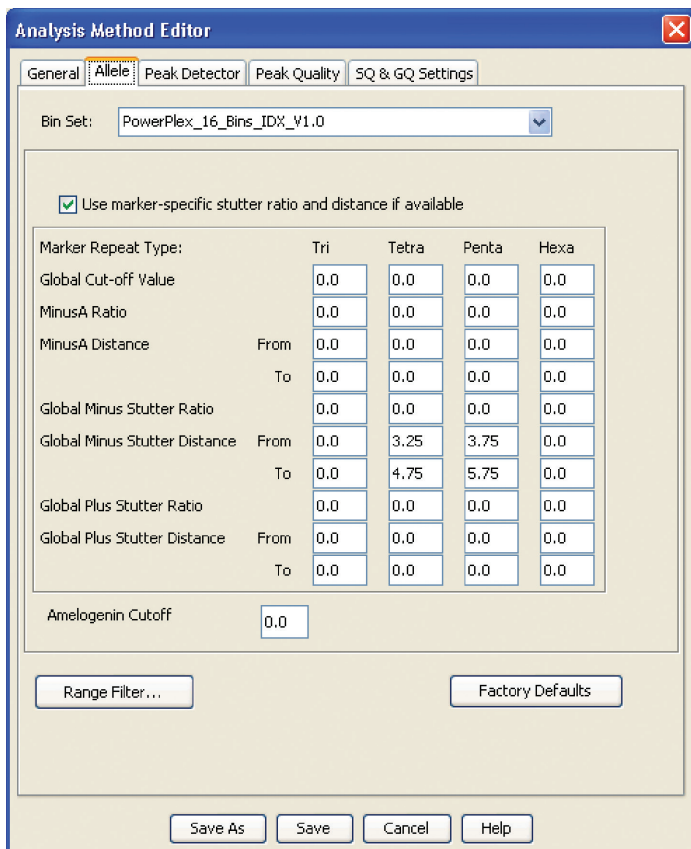 Analysis Method Editor
General Allele Peak Detector Peak Quality SQ & GQ Settings
Bin Set: PowerPlex_16_Bins_IDX_V1.0
Use marker-specific stutter ratio and distance if available
Marker Repeat Type: Tri Tetra Penta Hexa
Global Cut-off Value 0.0 0.0 0.0 0.0
MinusA Ratio 0.0 0.0 0.0 0.0
MinusA Distance From 0.0 0.0 0.0 0.0
To 0.0 0.0 0.0 0.0
Global Minus Stutter Ratio 0.0 0.0 0.0 0.0
Global Minus Stutter Distance From 0.0 3.25 3.75 0.0
To 0.0 4.75 5.75 0.0
Global Plus Stutter Ratio 0.0 0.0 0.0 0.0
Global Plus Stutter Distance From 0.0 0.0 0.0 0.0
To 0.0 0.0 0.0 0.0
Amelogenin Cutoff 0.0
Range Filter... Factory Defaults
Save As Save Cancel Help